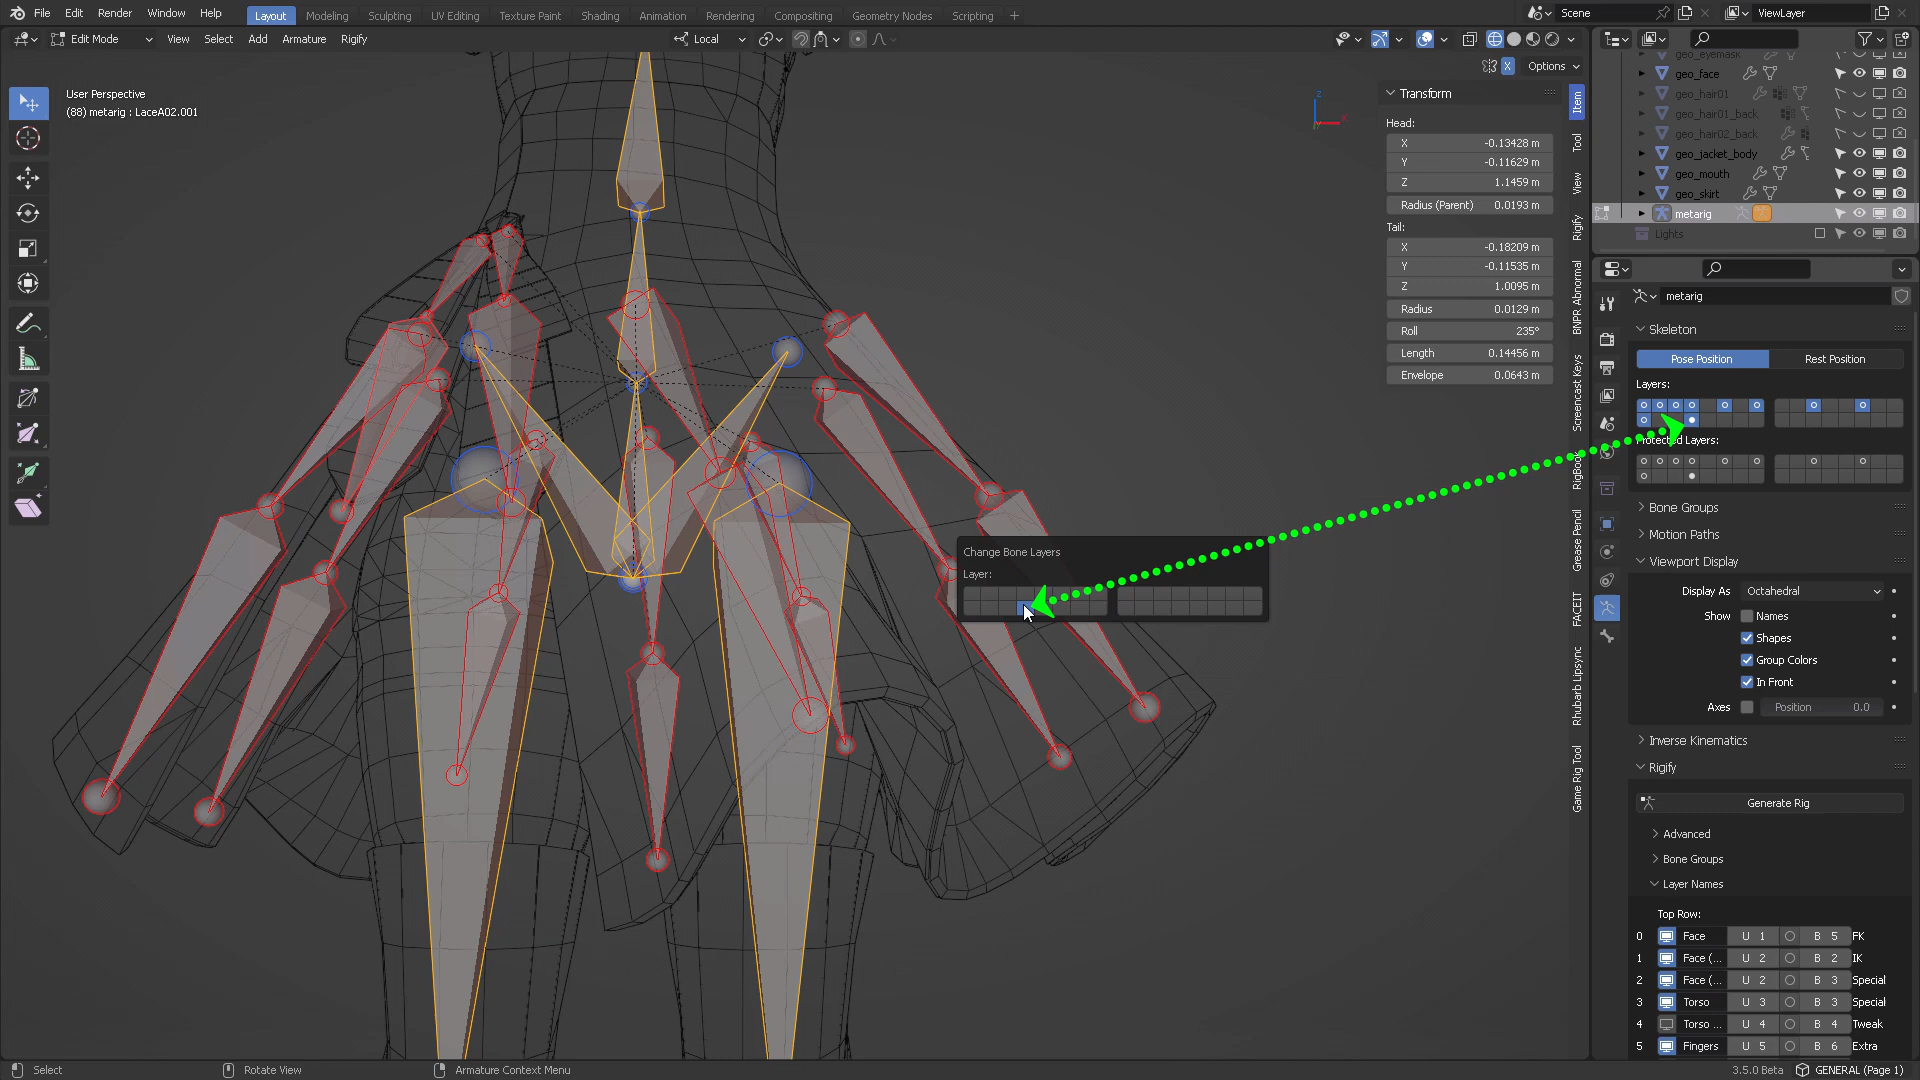 File Edit Render Window Help Layout Modeling Sculpting UV Editing Texture Paint Shading Animation Rendering Compositing Geometry Nodes Scripting + Scene ViewLayer
Edit Mode View Select Add Armature Rigify Local
X Options
User Perspective
(88) metarig : LaceA02.001
Z
X
Transform
Head:
X -0.13428 m
Y -0.11629 m
Z 1.1459 m
Radius (Parent) 0.0193 m
Tail:
X -0.18209 m
Y -0.11535 m
Z 1.0095 m
Radius 0.0129 m
Roll 235°
Length 0.14456 m
Envelope 0.0643 m
Item
Tool
View
Rigify
BNPR Abnormal
Screencast Keys
RigBook
Grease Pencil
FACEIT
Rhubarb Lipsync
Game Rig Tool
Change Bone Layers
Layer:
geo_eyemask
geo_face
geo_hair01
geo_hair01_back
geo_hair02_back
geo_jacket_body
geo_mouth
geo_skirt
metarig
Lights
metarig
Skeleton
Pose Position Rest Position
Layers:
Protected Layers:
Bone Groups
Motion Paths
Viewport Display
Display As Octahedral
Show Names
Shapes
Group Colors
In Front
Axes Position 0.0
Inverse Kinematics
Rigify
Generate Rig
Advanced
Bone Groups
Layer Names
Top Row:
0 Face U 1 B 5 FK
1 Face (... U 2 B 2 IK
2 Face (... U 2 B 3 Special
3 Torso U 3 B 3 Special
4 Torso ... U 4 B 4 Tweak
5 Fingers U 5 B 6 Extra
Select Rotate View Armature Context Menu 3.5.0 Beta GENERAL (Page 1)